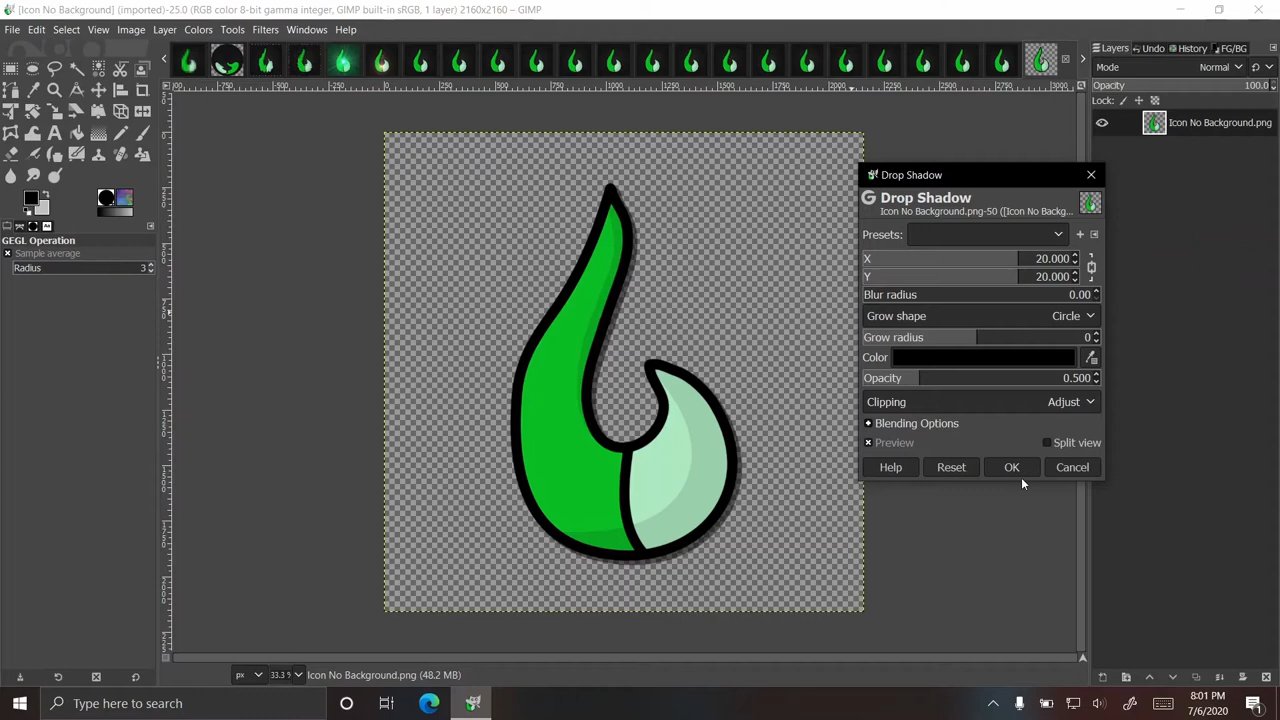 [Icon No Background] (imported)-25.0 (RGB color 8-bit gamma integer, GIMP built-in sRGB, 1 layer) 2160x2160 – GIMP
File Edit Select View Image Layer Colors Tools Filters Windows Help
Layers Undo History FG/BG
Mode Normal
Opacity 100.0
Lock:
Icon No Background.png
GEGL Operation
Sample average
Radius 3
Drop Shadow
Drop Shadow
Icon No Background.png-50 ([Icon No Backg...
Presets:
X 20.000
Y 20.000
Blur radius 0.00
Grow shape Circle
Grow radius 0
Color
Opacity 0.500
Clipping Adjust
Blending Options
Preview Split view
Help Reset OK Cancel
px 33.3 % Icon No Background.png (48.2 MB)
Type here to search
8:01 PM
7/6/2020
1